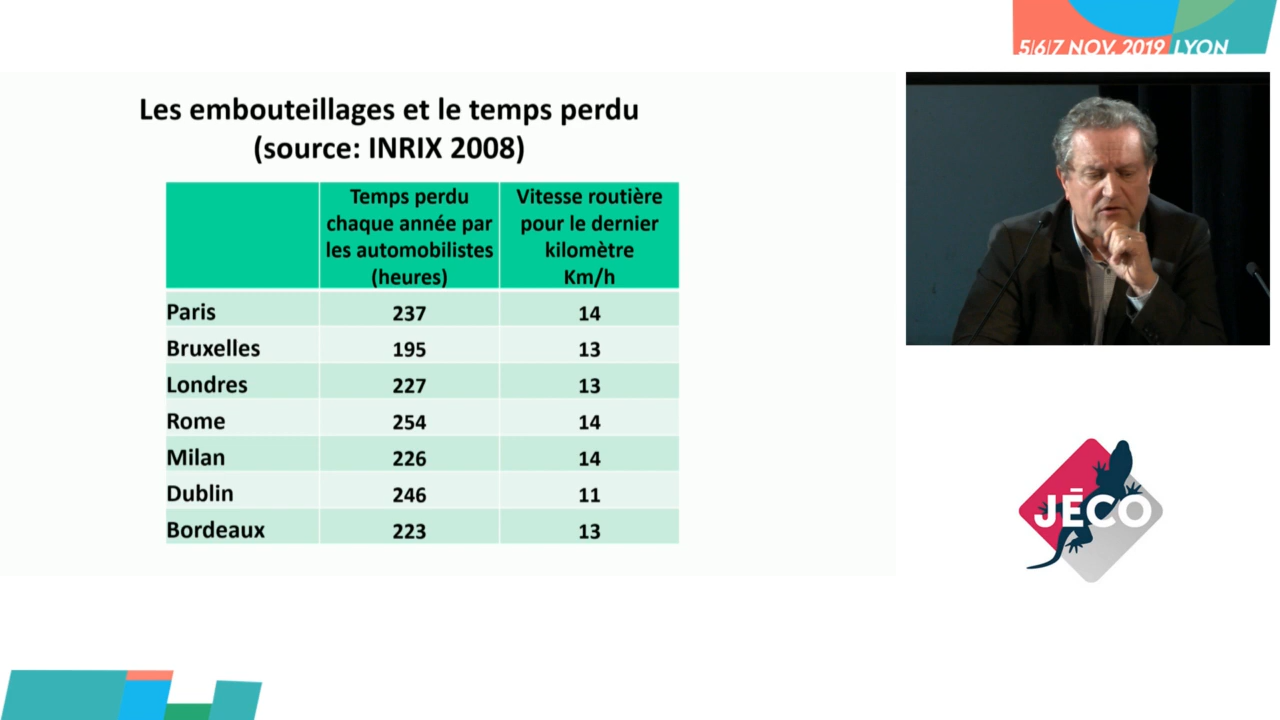 5/6/7 NOV. 2019 LYON
Les embouteillages et le temps perdu
(source: INRIX 2008)
Temps perdu
chaque année par
les automobilistes
(heures)
Vitesse routière
pour le dernier
kilomètre
Km/h
Paris 237 14
Bruxelles 195 13
Londres 227 13
Rome 254 14
Milan 226 14
Dublin 246 11
Bordeaux 223 13
JĒCO